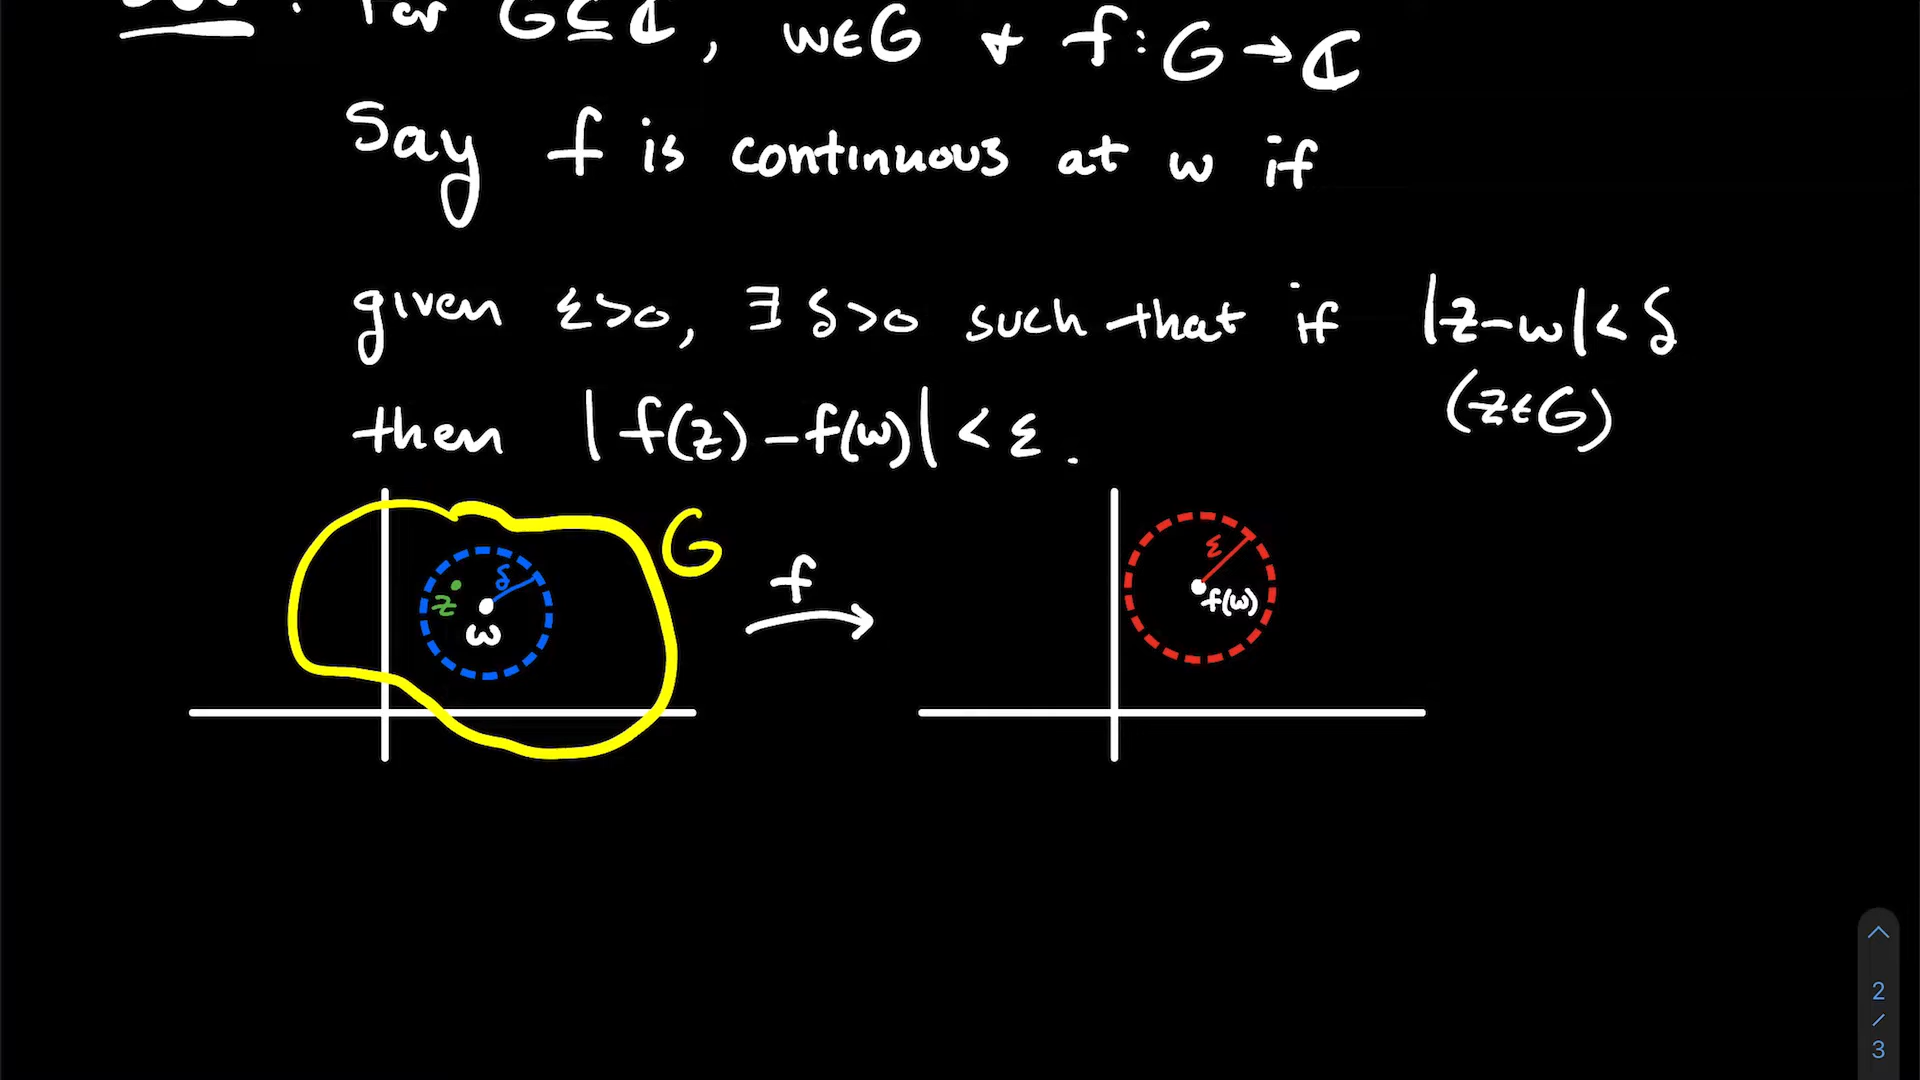 : For G ⊆ ℂ, w ∈ G & f: G → ℂ
Say f is continuous at w if
given ε>0, ∃ δ>0 such that if |z-w| < δ
(z ∈ G)
then |f(z) - f(w)| < ε.
G
δ
z
w
f
ε
f(w)
2
/
3